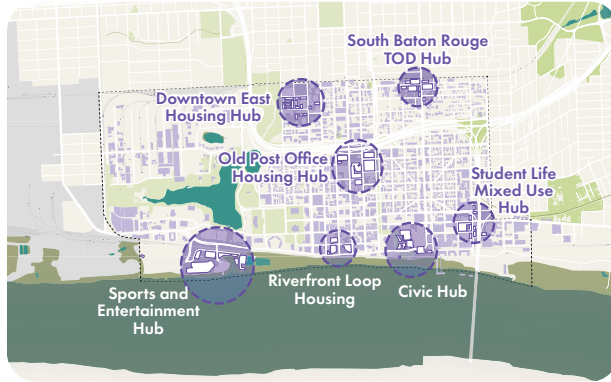 South Baton Rouge
TOD Hub
Downtown East
Housing Hub
Old Post Office
Housing Hub
Student Life
Mixed Use
Hub
Sports and
Entertainment
Hub
Riverfront Loop
Housing
Civic Hub